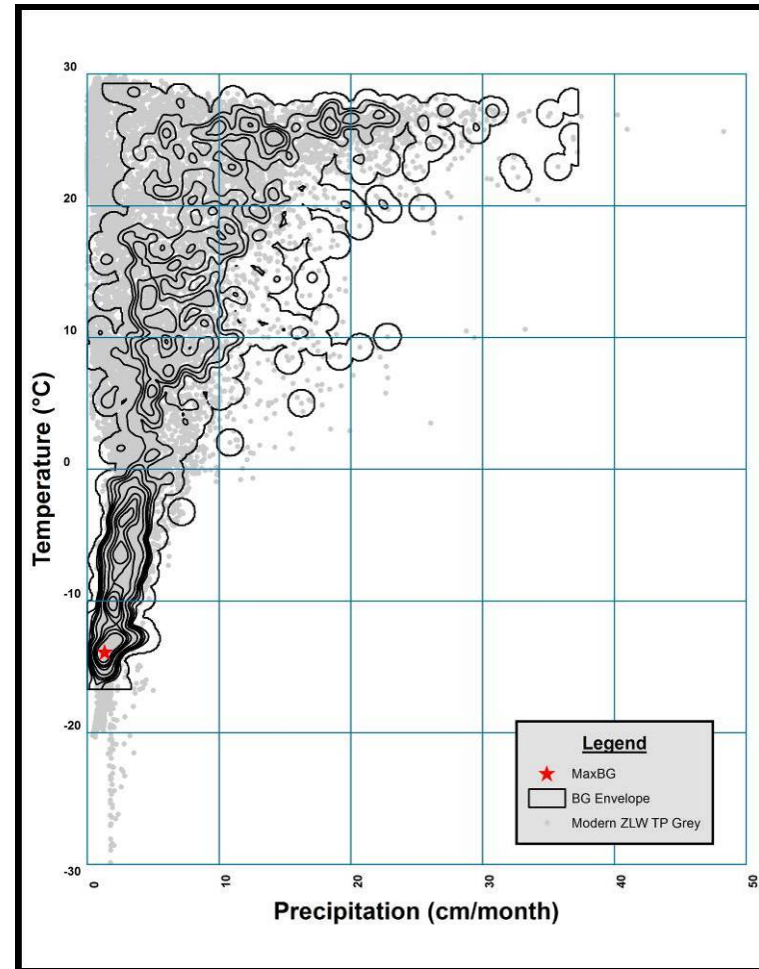 30
20
10
0
-10
-20
-30
Temperature (°C)
0
10
20
30
40
50
Precipitation (cm/month)
Legend
MaxBG
BG Envelope
Modern ZLW TP Grey